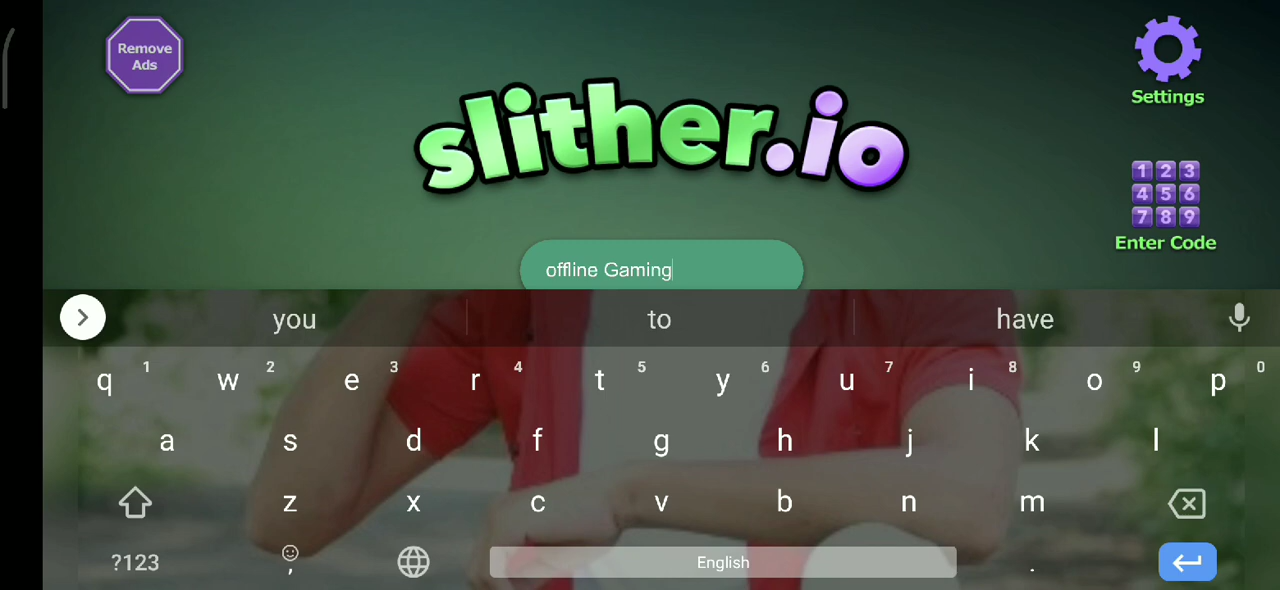 Remove
Ads
slither.io
Settings
1 2 3
4 5 6
7 8 9
Enter Code
offline Gaming
you to have
q 1 w 2 e 3 r 4 t 5 y 6 u 7 i 8 o 9 p 0
a s d f g h j k l
z x c v b n m
?123 , English .